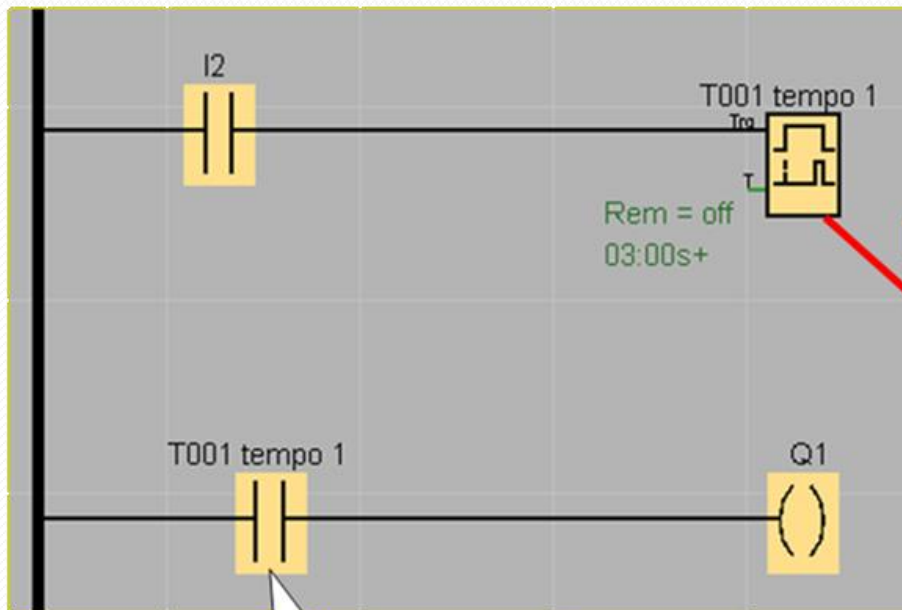 I2
T001 tempo 1
Trg
T
Rem = off
03:00s+
T001 tempo 1
Q1